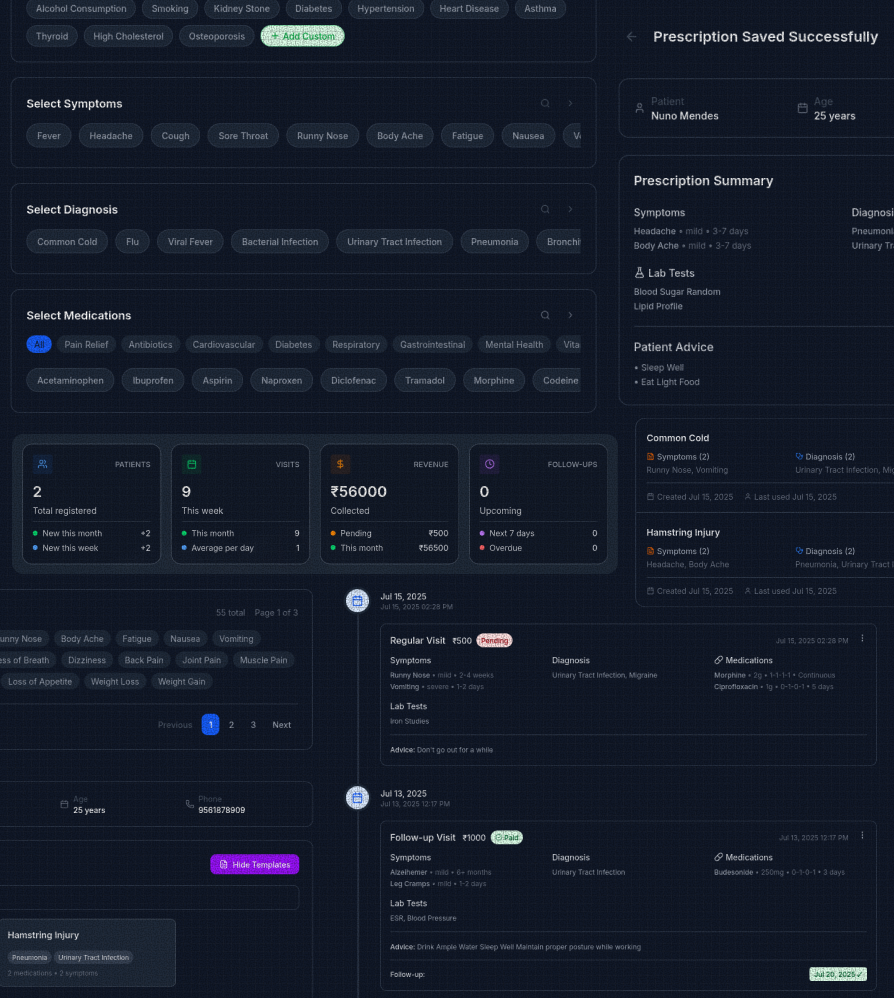 Alcohol Consumption Smoking Kidney Stone Diabetes Hypertension Heart Disease Asthma
Thyroid High Cholesterol Osteoporosis + Add Custom
Select Symptoms
Fever Headache Cough Sore Throat Runny Nose Body Ache Fatigue Nausea
Select Diagnosis
Common Cold Flu Viral Fever Bacterial Infection Urinary Tract Infection Pneumonia Bronchi
Select Medications
All Pain Relief Antibiotics Cardiovascular Diabetes Respiratory Gastrointestinal Mental Health Vita
Acetaminophen Ibuprofen Aspirin Naproxen Diclofenac Tramadol Morphine Codeine
Prescription Saved Successfully
Patient
Nuno Mendes
Age
25 years
Prescription Summary
Symptoms
Headache • mild • 3-7 days
Body Ache • mild • 3-7 days
Diagnosi
Pneumoni
Urinary Tr
Lab Tests
Blood Sugar Random
Lipid Profile
Patient Advice
• Sleep Well
• Eat Light Food
PATIENTS
2
Total registered
New this month +2
New this week +2
VISITS
9
This week
This month 9
Average per day 1
REVENUE
₹56000
Collected
Pending ₹500
This month ₹56500
FOLLOW-UPS
0
Upcoming
Next 7 days 0
Overdue 0
Common Cold
Symptoms (2) Diagnosis (2)
Runny Nose, Vomiting Urinary Tract Infection, Mig
Created Jul 15, 2025 Last used Jul 15, 2025
Hamstring Injury
Symptoms (2) Diagnosis (2)
Headache, Body Ache Pneumonia, Urinary Tract I
Created Jul 15, 2025 Last used Jul 15, 2025
55 total Page 1 of 3
unny Nose Body Ache Fatigue Nausea Vomiting
ess of Breath Dizziness Back Pain Joint Pain Muscle Pain
Loss of Appetite Weight Loss Weight Gain
Previous 1 2 3 Next
Age
25 years
Phone
9561878909
Hide Templates
Hamstring Injury
Pneumonia Urinary Tract Infection
2 medications • 2 symptoms
Jul 15, 2025
Jul 15, 2025 02:28 PM
Regular Visit ₹500 Pending Jul 15, 2025 02:28 PM
Symptoms Diagnosis Medications
Runny Nose • mild • 2-4 weeks Urinary Tract Infection, Migraine Morphine • 2g • 1-1-1-1 • Continuous
Vomiting • severe • 1-2 days Ciprofloxacin • 1g • 0-1-0-1 • 5 days
Lab Tests
Iron Studies
Advice: Don't go out for a while
Jul 13, 2025
Jul 13, 2025 12:17 PM
Follow-up Visit ₹1000 Paid Jul 13, 2025 12:17 PM
Symptoms Diagnosis Medications
Alzeihemer • mild • 6+ months Urinary Tract Infection Budesonide • 250mg • 0-1-0-1 • 3 days
Leg Cramps • mild • 1-2 days
Lab Tests
ESR, Blood Pressure
Advice: Drink Ample Water Sleep Well Maintain proper posture while working
Follow-up: Jul 20, 2025 ✓